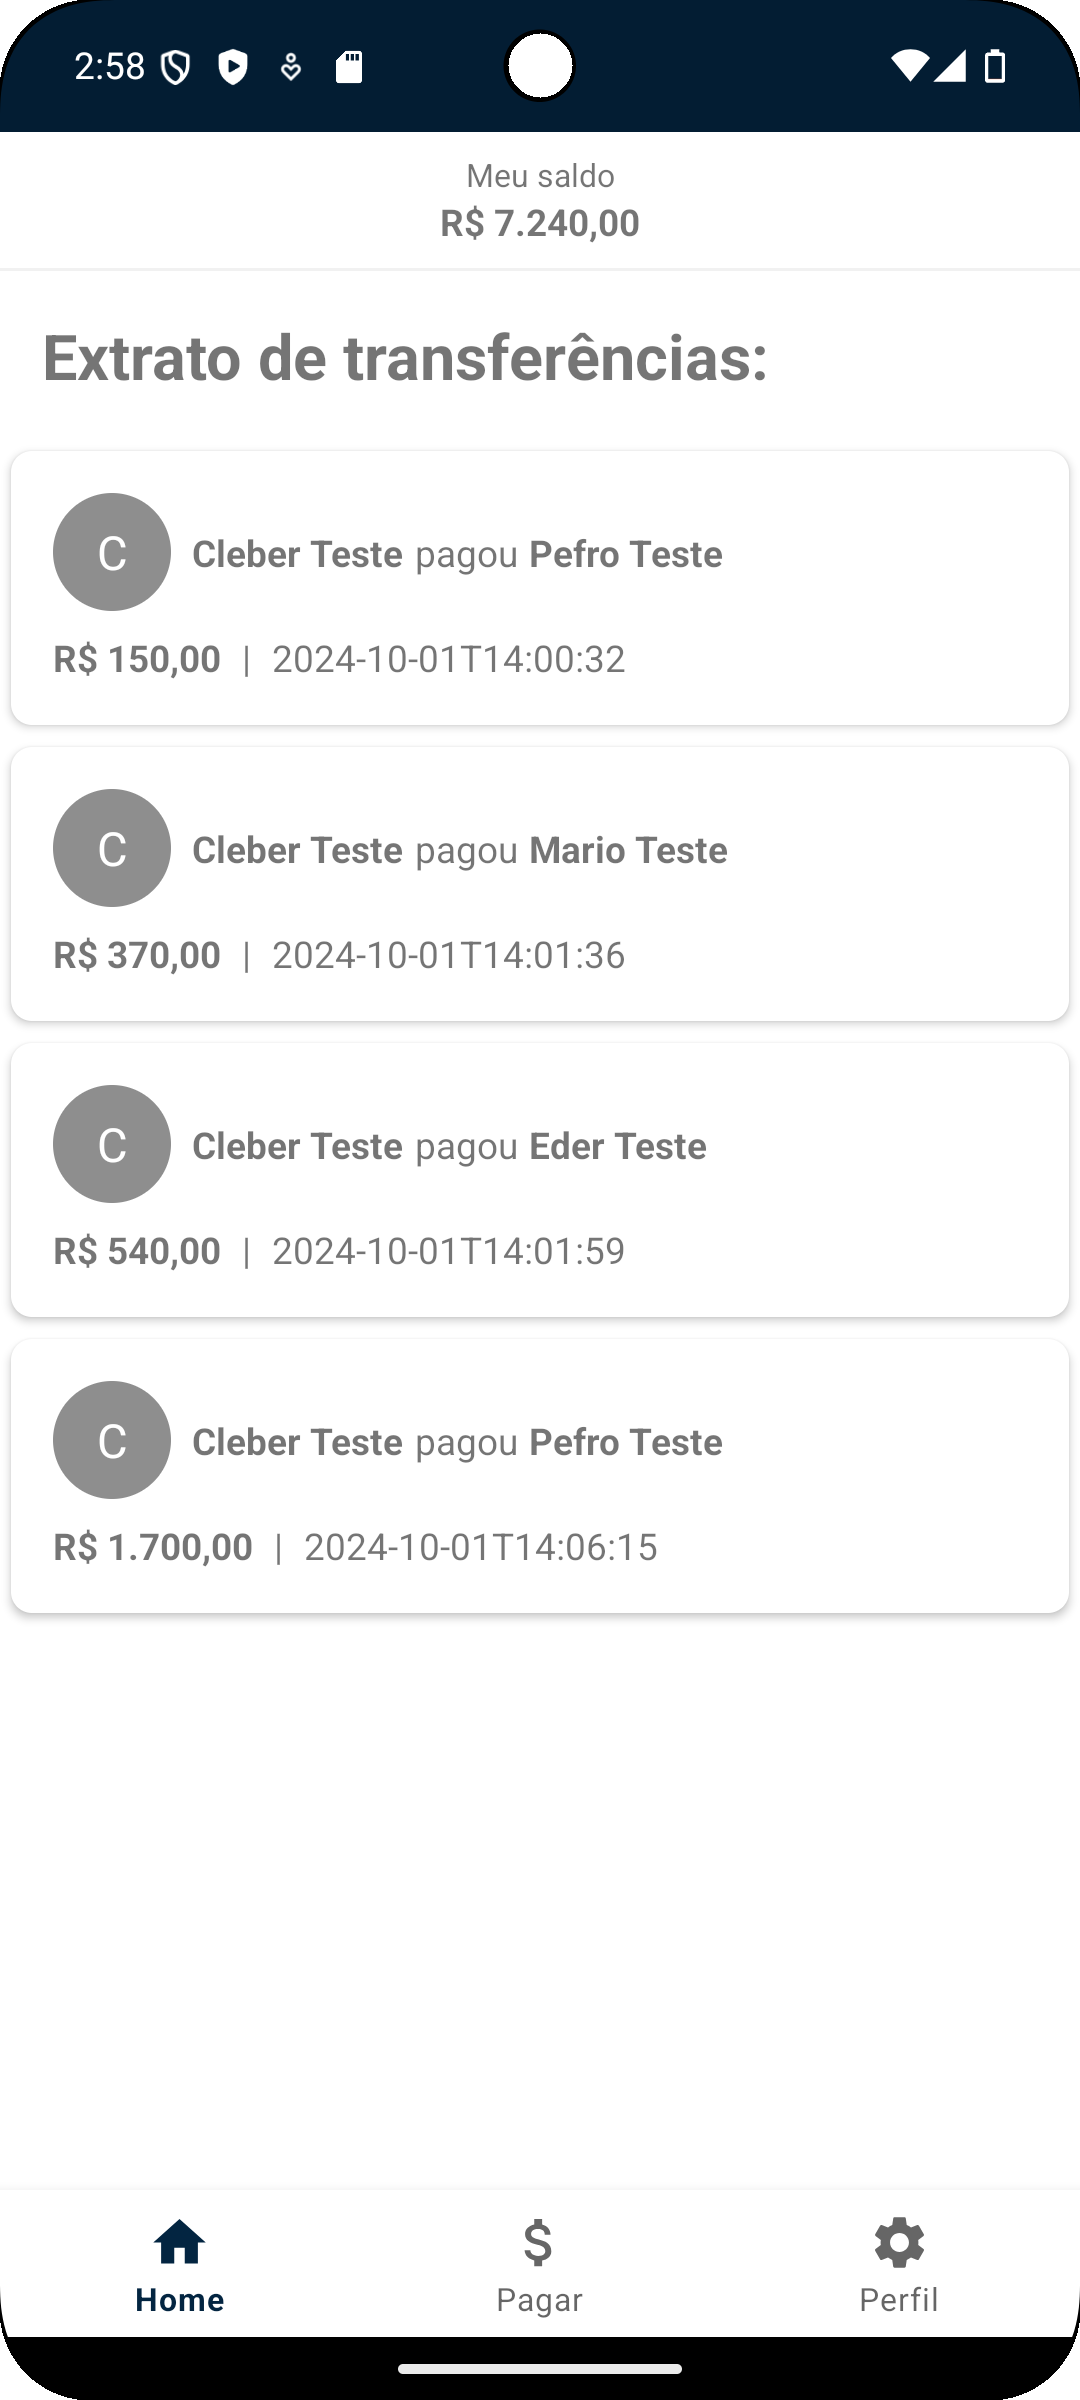 2:58
Meu saldo
R$ 7.240,00
Extrato de transferências:
C
Cleber Teste pagou Pefro Teste
R$ 150,00 | 2024-10-01T14:00:32
C
Cleber Teste pagou Mario Teste
R$ 370,00 | 2024-10-01T14:01:36
C
Cleber Teste pagou Eder Teste
R$ 540,00 | 2024-10-01T14:01:59
C
Cleber Teste pagou Pefro Teste
R$ 1.700,00 | 2024-10-01T14:06:15
Home Pagar Perfil